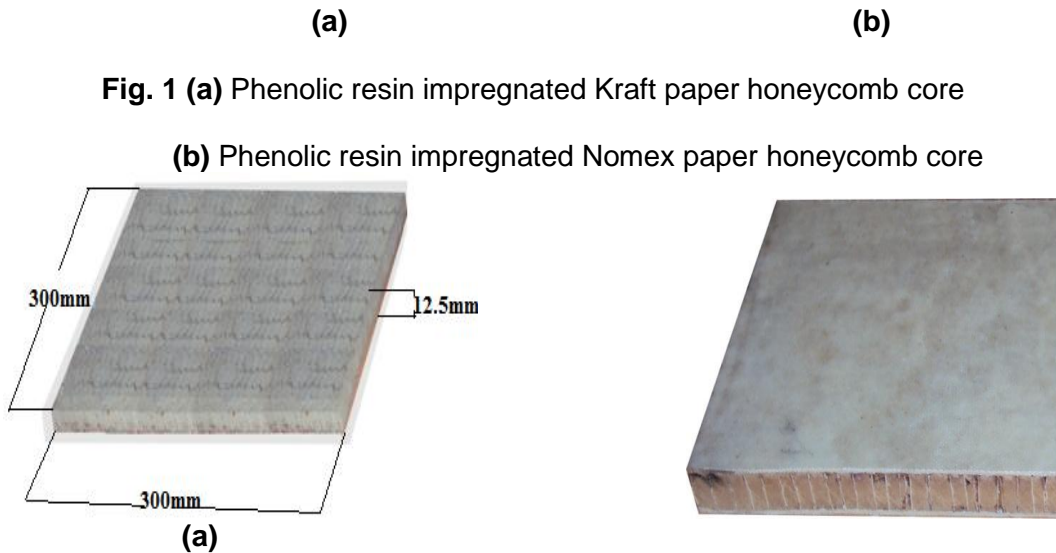 (a) (b)
Fig. 1 (a) Phenolic resin impregnated Kraft paper honeycomb core
(b) Phenolic resin impregnated Nomex paper honeycomb core
300mm
12.5mm
300mm
(a)